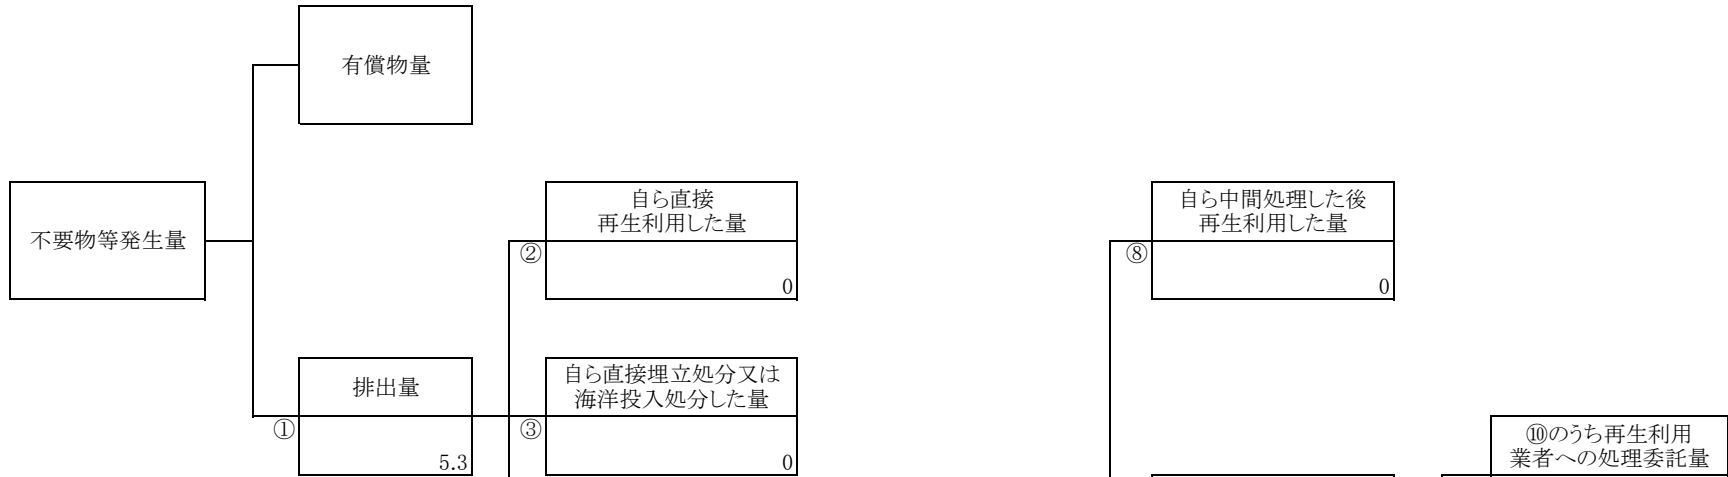 有償物量
不要物等発生量
自ら直接
再生利用した量
②
0
自ら中間処理した後
再生利用した量
⑧
0
排出量
①
5.3
自ら直接埋立処分又は
海洋投入処分した量
③
0
⑩のうち再生利用
業者への処理委託量